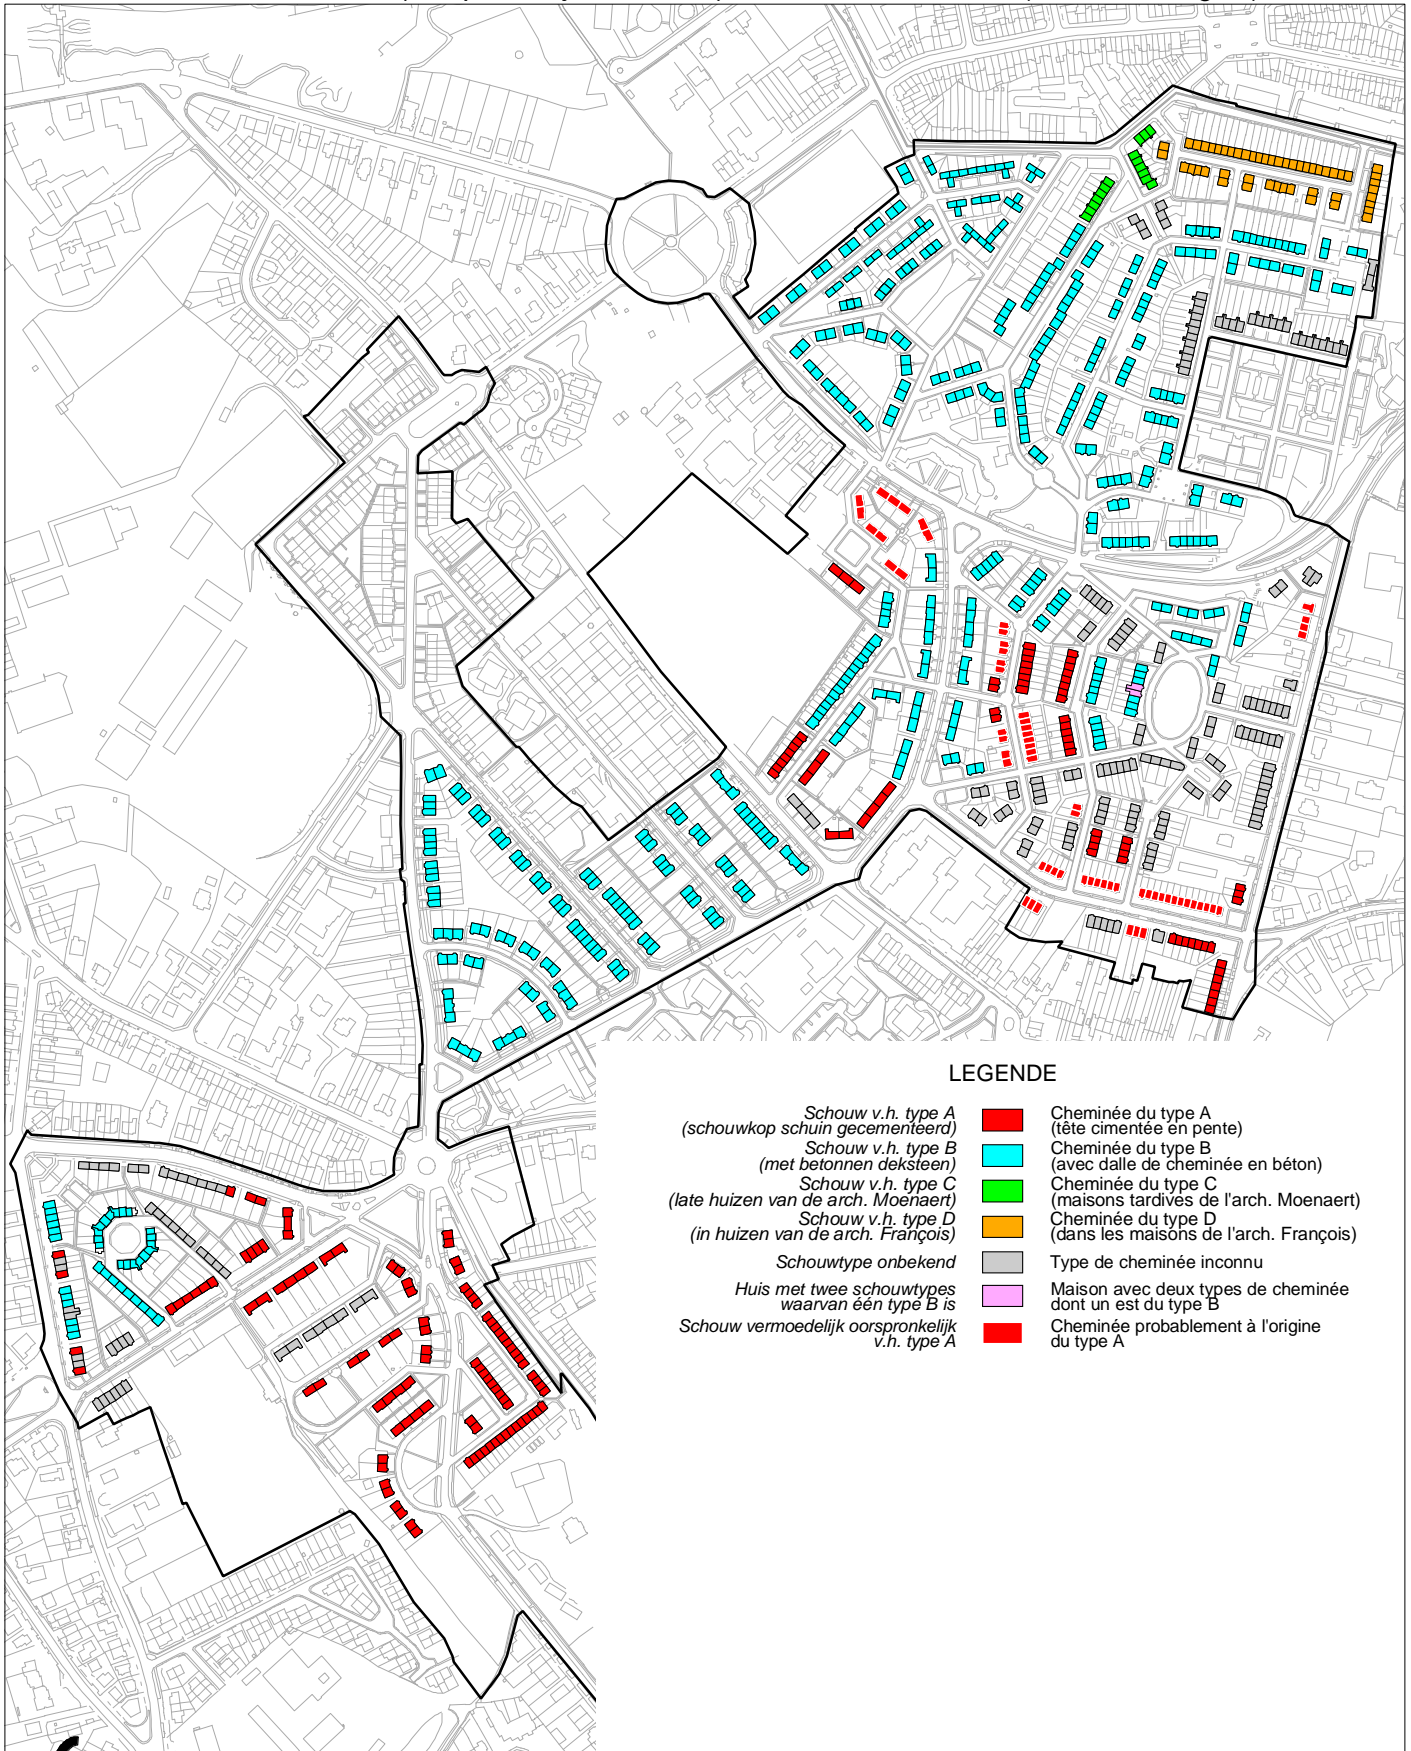 LEGENDE
Schouw v.h. type A
(schouwkop schuin gecementeerd)
Cheminée du type A
(tête cimentée en pente)
Schouw v.h. type B
(met betonnen deksteen)
Cheminée du type B
(avec dalle de cheminée en béton)
Schouw v.h. type C
(late huizen van de arch. Moenaert)
Cheminée du type C
(maisons tardives de l'arch. Moenaert)
Schouw v.h. type D
(in huizen van de arch. François)
Cheminée du type D
(dans les maisons de l'arch. François)
Schouwtype onbekend
Type de cheminée inconnu
Huis met twee schouwtypes
waarvan één type B is
Maison avec deux types de cheminée
dont un est du type B
Schouw vermoedelijk oorspronkelijk
v.h. type A
Cheminée probablement à l'origine
du type A